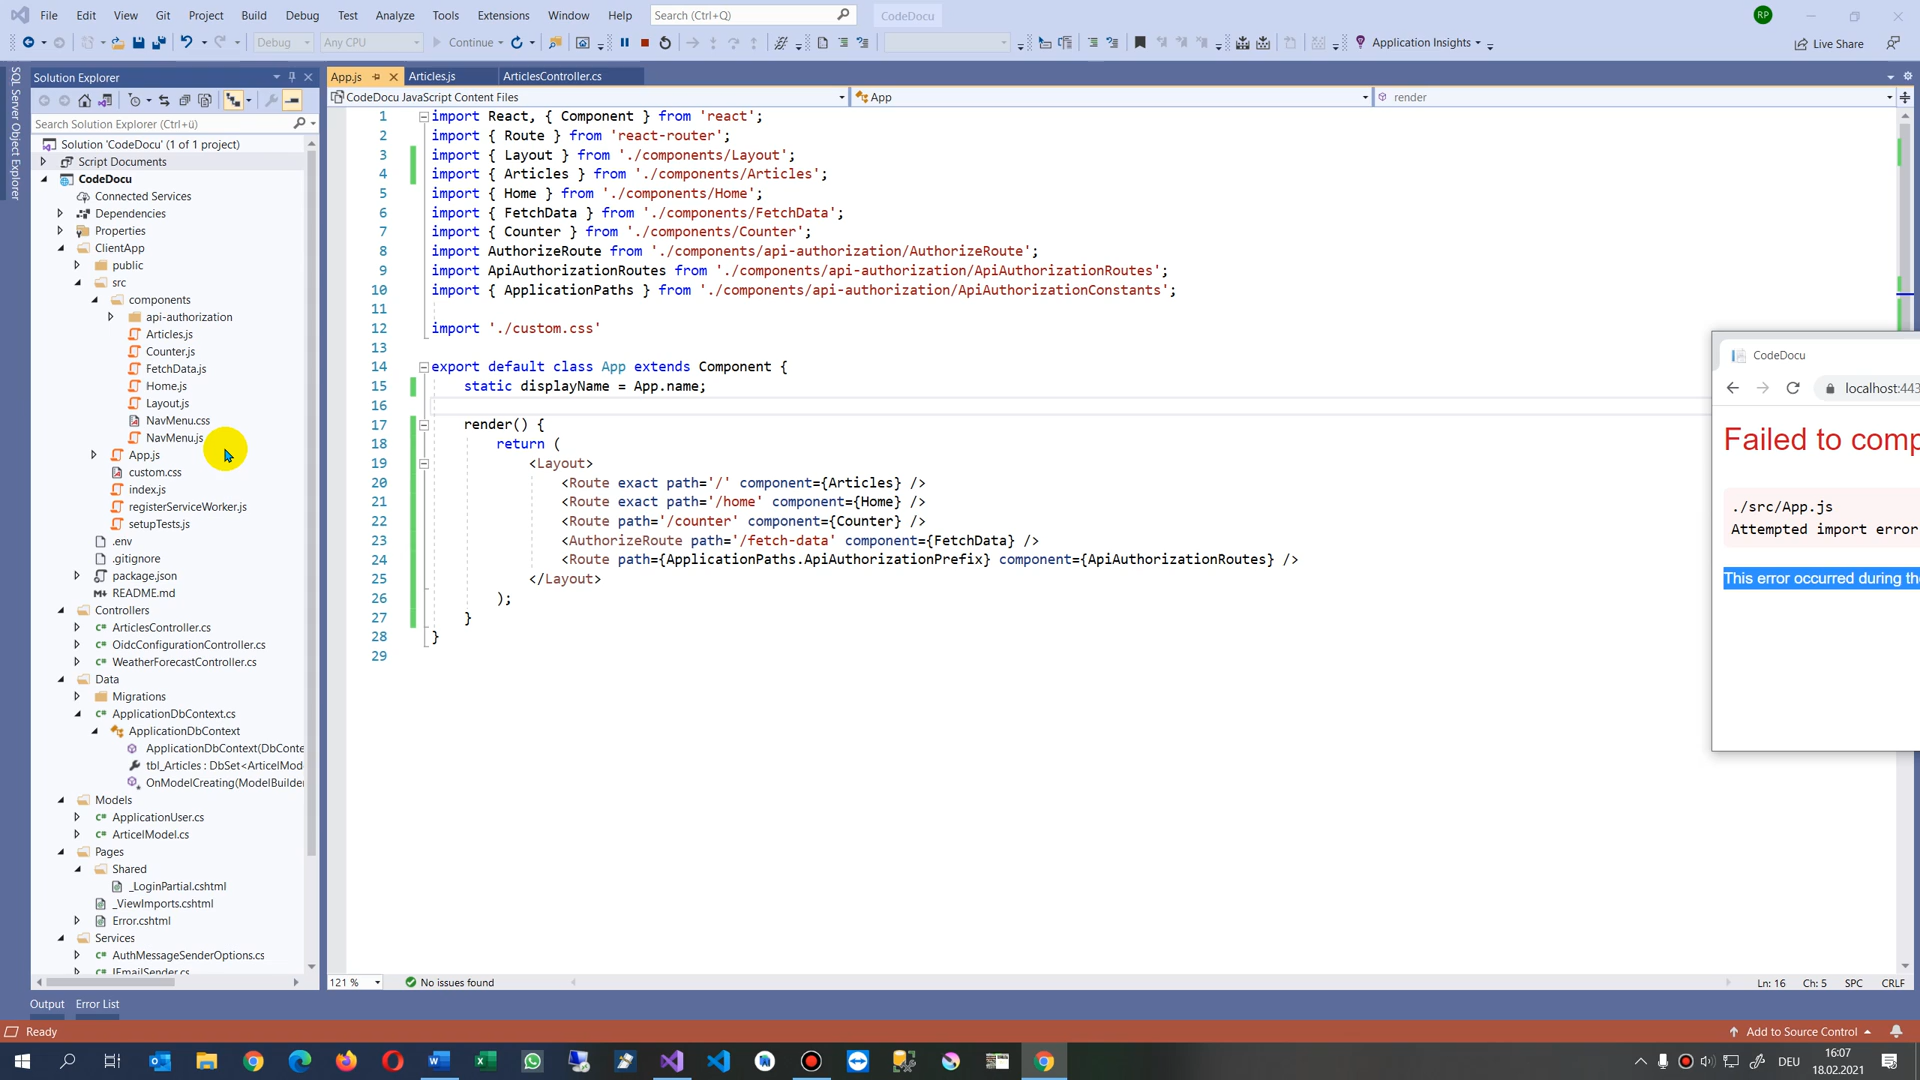 File Edit View Git Project Build Debug Test Analyze Tools Extensions Window Help Search (Ctrl+Q) CodeDocu RP
Debug Any CPU Continue Application Insights Live Share
SQL Server Object Explorer
Solution Explorer
Search Solution Explorer (Ctrl+ü)
Solution 'CodeDocu' (1 of 1 project)
Script Documents
CodeDocu
Connected Services
Dependencies
Properties
ClientApp
public
src
components
api-authorization
Articles.js
Counter.js
FetchData.js
Home.js
Layout.js
NavMenu.css
NavMenu.js
App.js
custom.css
index.js
registerServiceWorker.js
setupTests.js
.env
.gitignore
package.json
README.md
Controllers
ArticlesController.cs
OidcConfigurationController.cs
WeatherForecastController.cs
Data
Migrations
ApplicationDbContext.cs
ApplicationDbContext
ApplicationDbContext(DbConte
tbl_Articles : DbSet<ArticelMod
OnModelCreating(ModelBuilder
Models
ApplicationUser.cs
ArticelModel.cs
Pages
Shared
_LoginPartial.cshtml
_ViewImports.cshtml
Error.cshtml
Services
AuthMessageSenderOptions.cs
IEmailSender.cs
App.js Articles.js ArticlesController.cs
CodeDocu JavaScript Content Files App render
1 import React, { Component } from 'react';
2 import { Route } from 'react-router';
3 import { Layout } from './components/Layout';
4 import { Articles } from './components/Articles';
5 import { Home } from './components/Home';
6 import { FetchData } from './components/FetchData';
7 import { Counter } from './components/Counter';
8 import AuthorizeRoute from './components/api-authorization/AuthorizeRoute';
9 import ApiAuthorizationRoutes from './components/api-authorization/ApiAuthorizationRoutes';
10 import { ApplicationPaths } from './components/api-authorization/ApiAuthorizationConstants';
11
12 import './custom.css'
13
14 export default class App extends Component {
15 static displayName = App.name;
16
17 render() {
18 return (
19 <Layout>
20 <Route exact path='/' component={Articles} />
21 <Route exact path='/home' component={Home} />
22 <Route path='/counter' component={Counter} />
23 <AuthorizeRoute path='/fetch-data' component={FetchData} />
24 <Route path={ApplicationPaths.ApiAuthorizationPrefix} component={ApiAuthorizationRoutes} />
25 </Layout>
26 );
27 }
28 }
29
CodeDocu
localhost:443
Failed to comp
./src/App.js
Attempted import error
This error occurred during the
121 % No issues found Ln: 16 Ch: 5 SPC CRLF
Output Error List
Ready Add to Source Control
DEU 16:07
18.02.2021